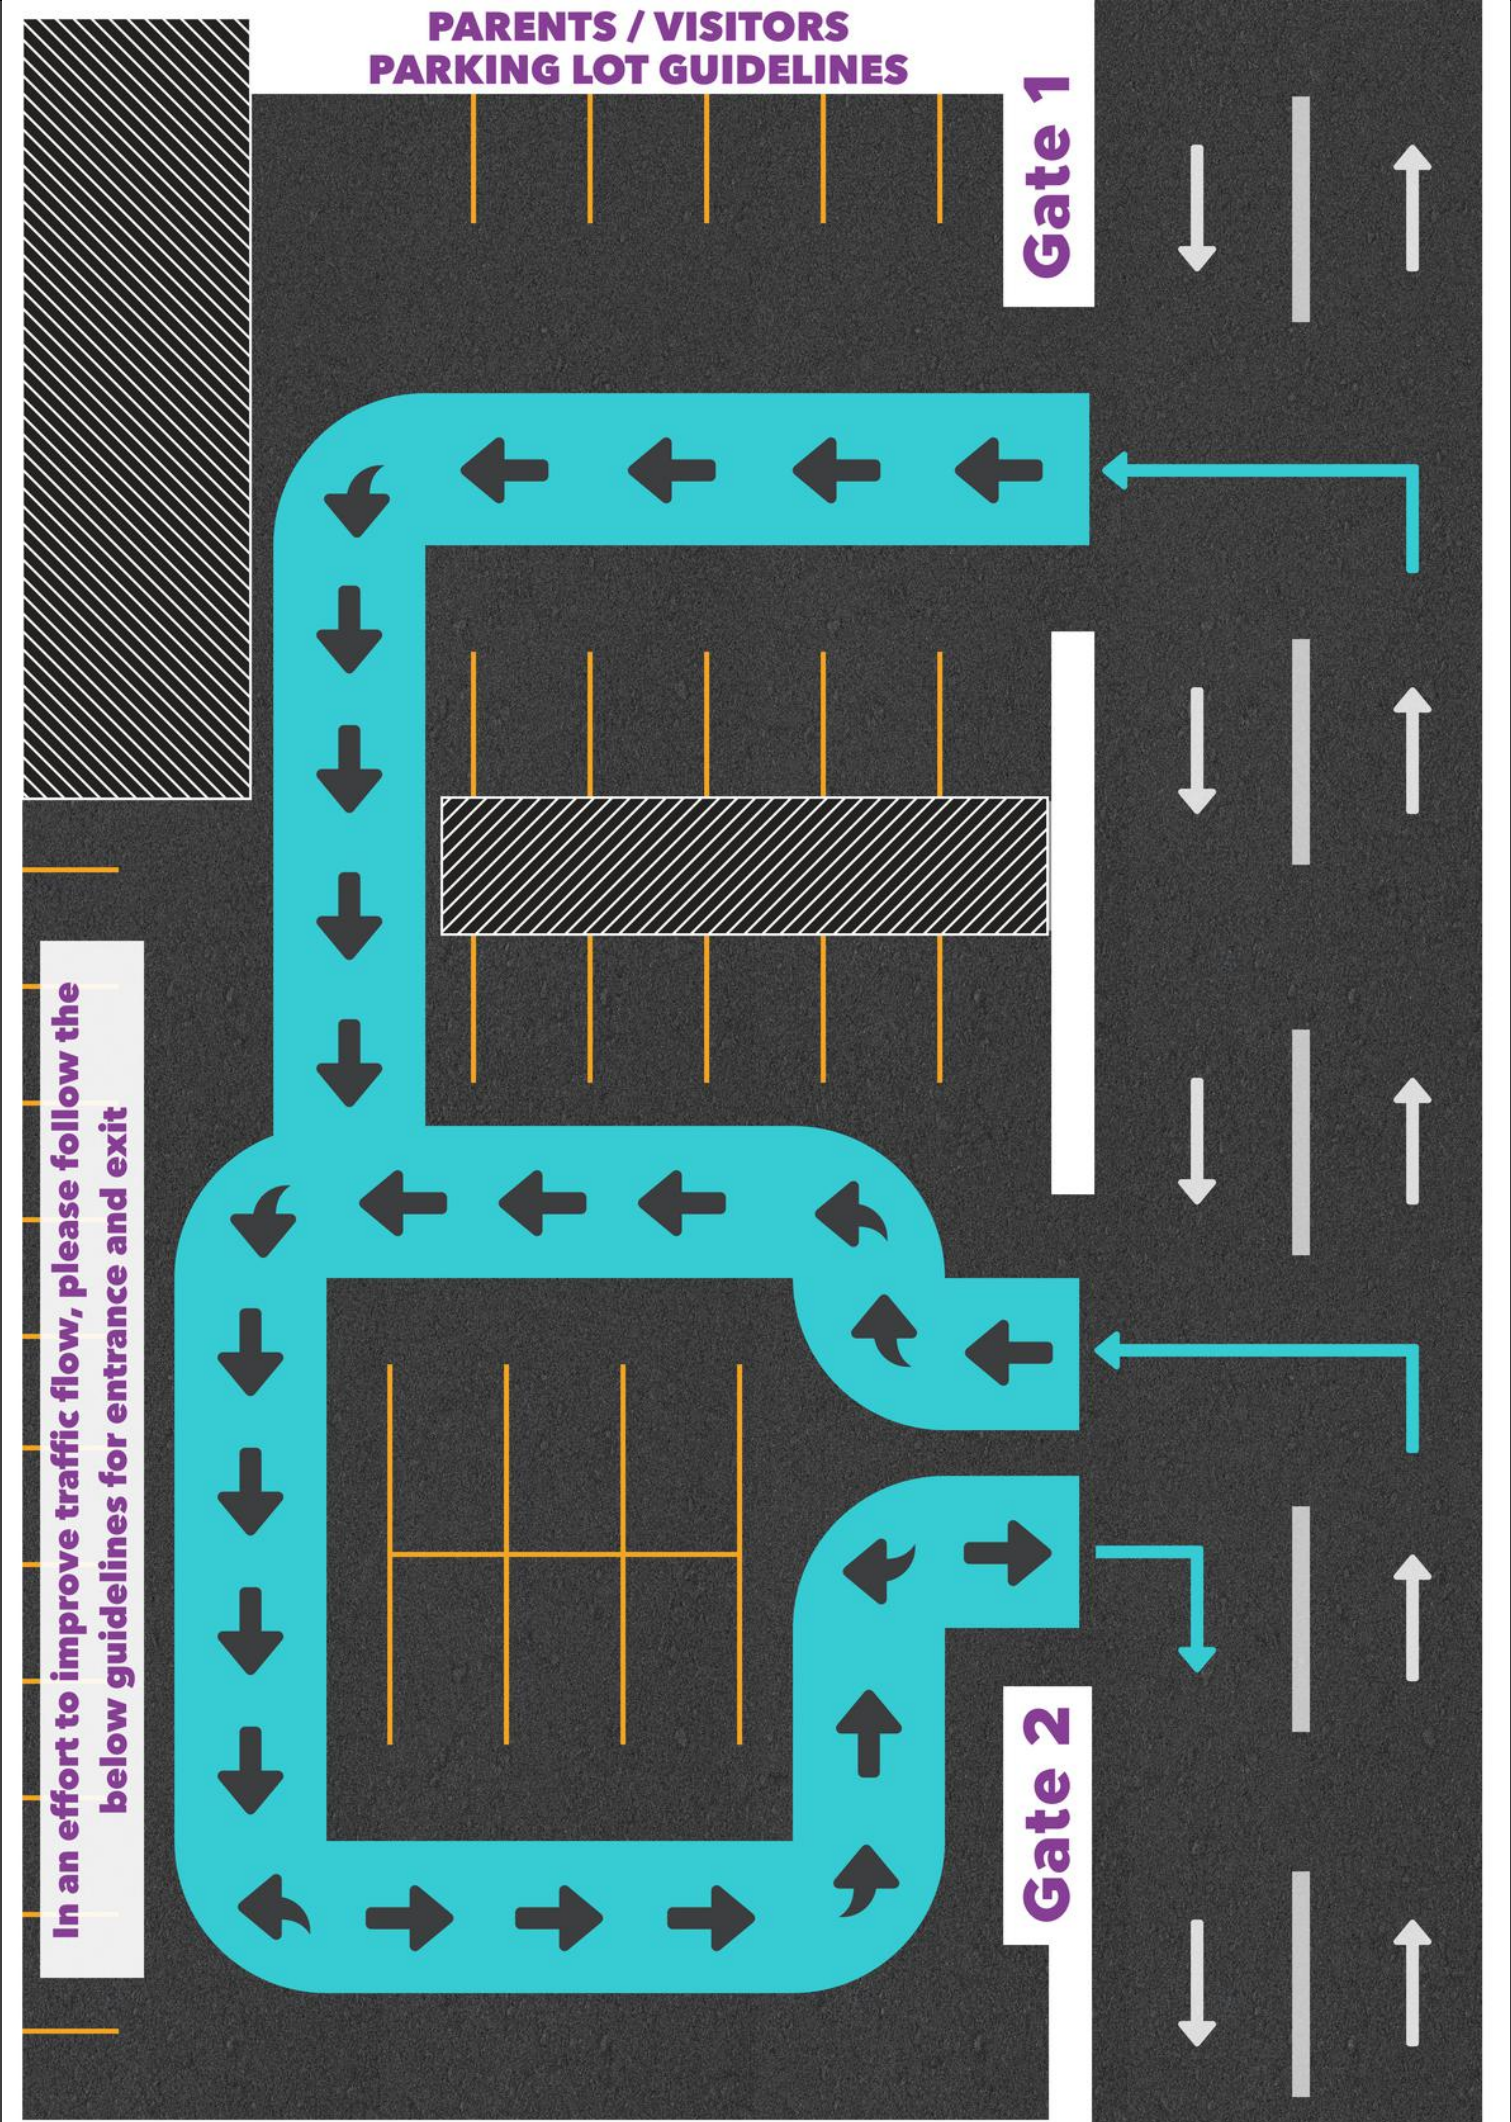 PARENTS / VISITORS
PARKING LOT GUIDELINES
Gate 1
In an effort to improve traffic flow, please follow the
below guidelines for entrance and exit
Gate 2